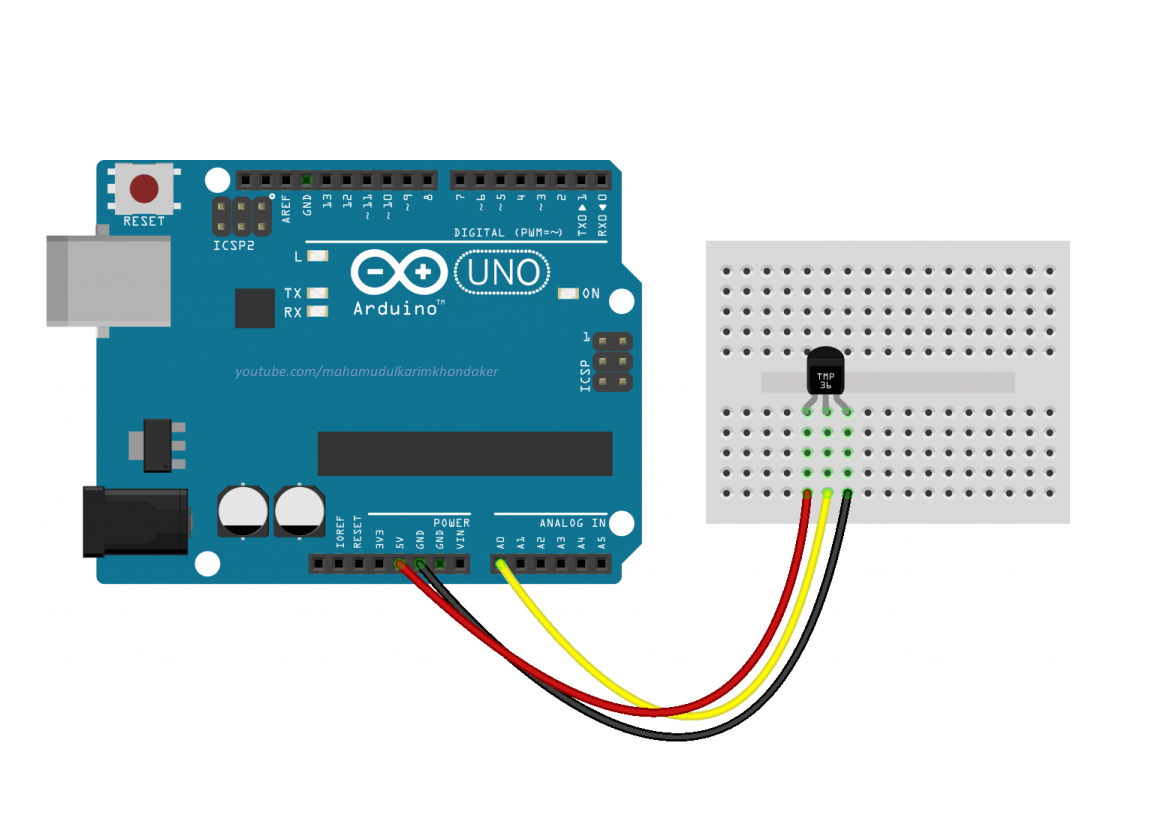 RESET
ICSP2
AREF
GND
13
12
~11
~10
~9
8
7
~6
~5
4
~3
2
TX0▶1
RX0◀0
DIGITAL (PWM=~)
L
TX
RX
Arduino™
UNO
ON
1
ICSP
youtube.com/mahamudulkarimkhondaker
TMP
36
POWER
ANALOG IN
IOREF
RESET
3V3
5V
GND
GND
VIN
A0
A1
A2
A3
A4
A5